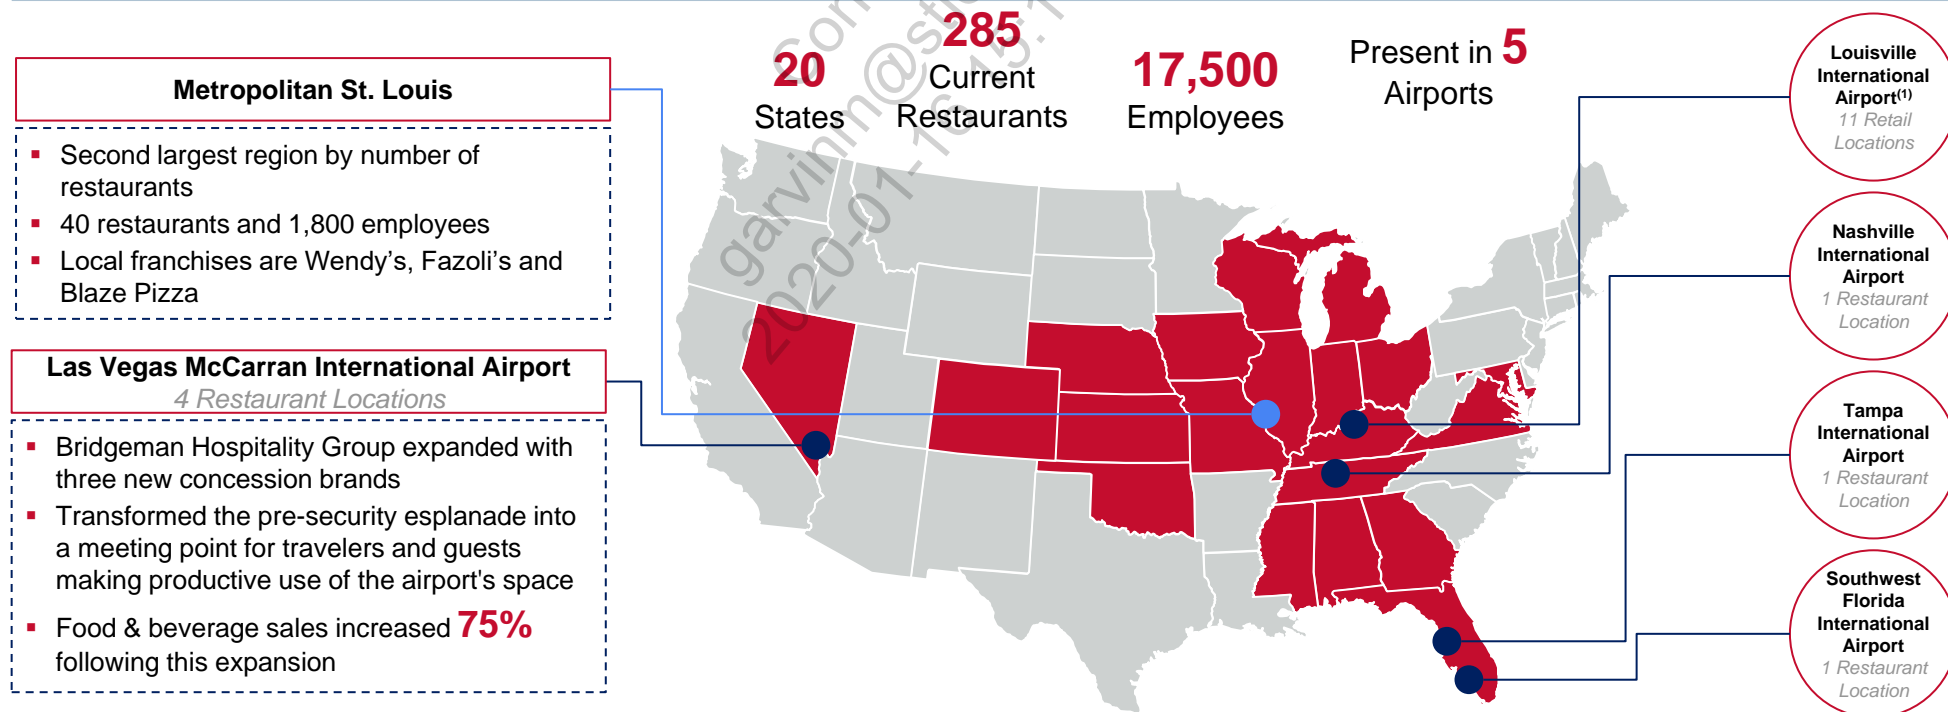 20
States
285
Current
Restaurants
17,500
Employees
Present in 5
Airports
Metropolitan St. Louis
▪ Second largest region by number of
restaurants
▪ 40 restaurants and 1,800 employees
▪ Local franchises are Wendy's, Fazoli's and
Blaze Pizza
Las Vegas McCarran International Airport
4 Restaurant Locations
▪ Bridgeman Hospitality Group expanded with
three new concession brands
▪ Transformed the pre-security esplanade into
a meeting point for travelers and guests
making productive use of the airport's space
▪ Food & beverage sales increased 75%
following this expansion
Louisville
International
Airport(1)
11 Retail
Locations
Nashville
International
Airport
1 Restaurant
Location
Tampa
International
Airport
1 Restaurant
Location
Southwest
Florida
International
Airport
1 Restaurant
Location